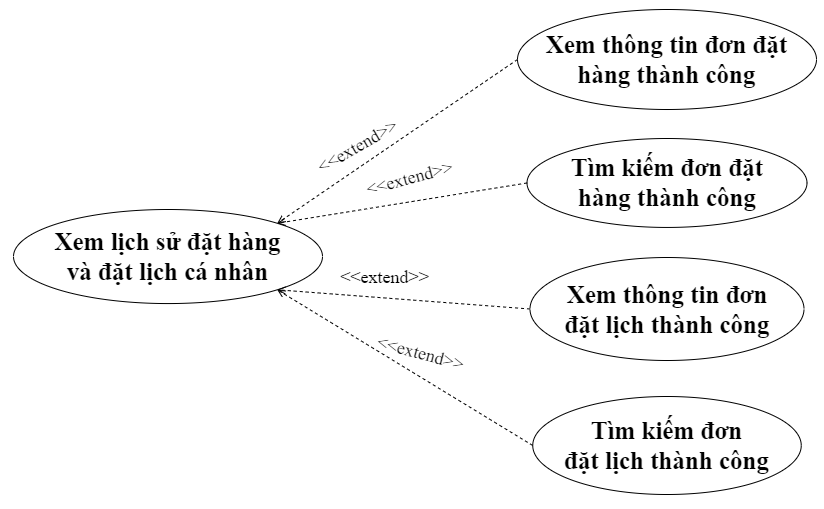 Xem thông tin đơn đặt
hàng thành công
<<extend>>
Tìm kiếm đơn đặt
hàng thành công
<<extend>>
Xem lịch sử đặt hàng
và đặt lịch cá nhân
<<extend>>
Xem thông tin đơn
đặt lịch thành công
<<extend>>
Tìm kiếm đơn
đặt lịch thành công